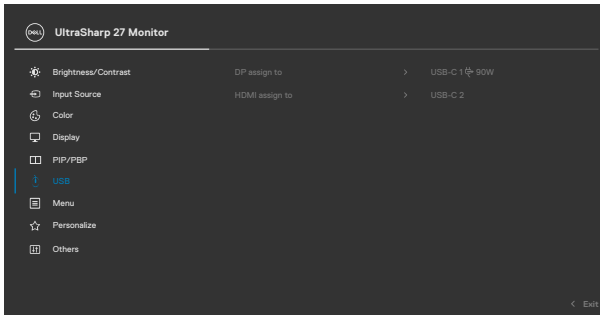 DELL UltraSharp 27 Monitor
Brightness/Contrast DP assign to > USB-C 1 90W
Input Source HDMI assign to > USB-C 2
Color
Display
PIP/PBP
USB
Menu
Personalize
Others
< Exit